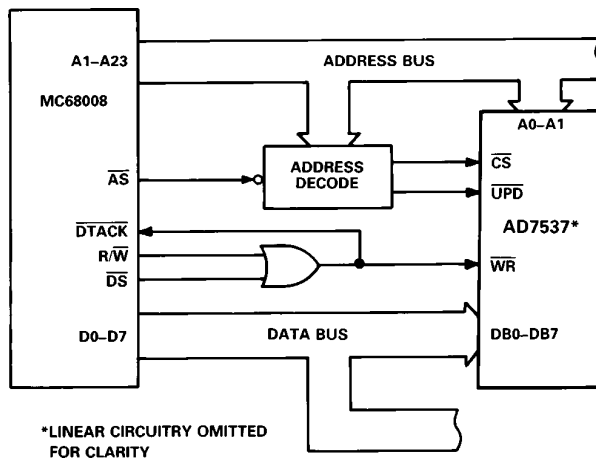 A1–A23
ADDRESS BUS
MC68008
A0–A1
ADDRESS
DECODE
AS
CS
UPD
AD7537*
DTACK
R/W
DS
WR
D0–D7
DATA BUS
DB0–DB7
*LINEAR CIRCUITRY OMITTED
FOR CLARITY